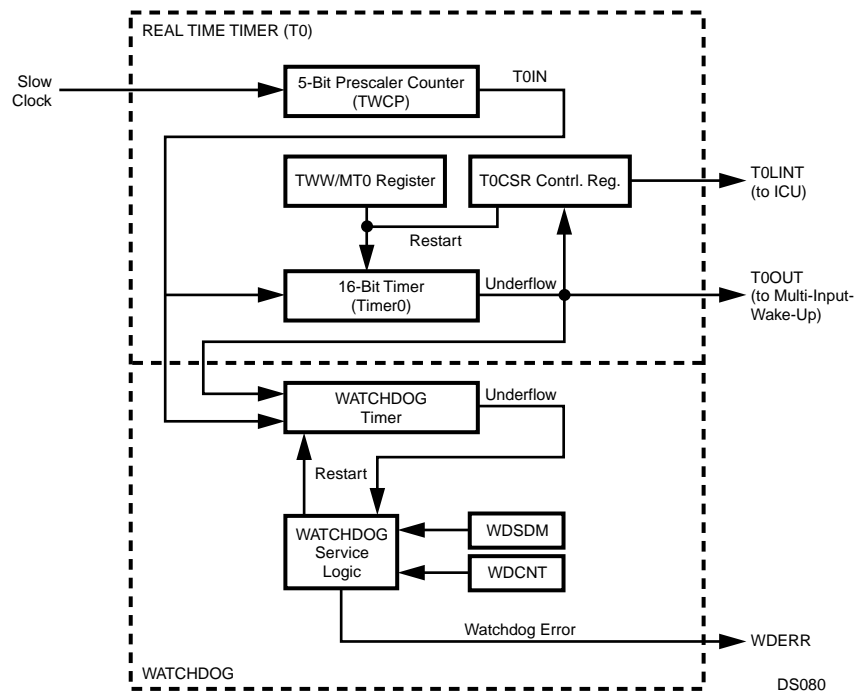 REAL TIME TIMER (T0)
Slow
Clock
5-Bit Prescaler Counter
(TWCP)
T0IN
TWW/MT0 Register
T0CSR Contrl. Reg.
T0LINT
(to ICU)
Restart
16-Bit Timer
(Timer0)
Underflow
T0OUT
(to Multi-Input-
Wake-Up)
WATCHDOG
Timer
Underflow
Restart
WATCHDOG
Service
Logic
WDSDM
WDCNT
Watchdog Error
WDERR
WATCHDOG
DS080